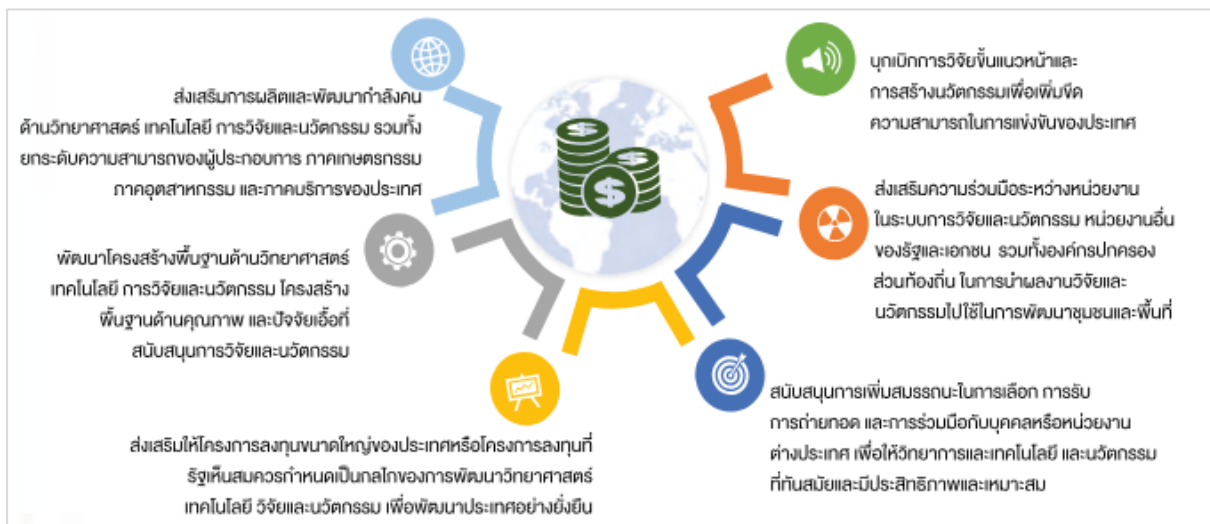 ส่งเสริมการผลิตและพัฒนากำลังคน
ด้านวิทยาศาสตร์ เทคโนโลยี การวิจัยและนวัตกรรม รวมทั้ง
ยกระดับความสามารถของผู้ประกอบการ ภาคเกษตรกรรม
ภาคอุตสาหกรรม และภาคบริการของประเทศ
พัฒนาโครงสร้างพื้นฐานด้านวิทยาศาสตร์
เทคโนโลยี การวิจัยและนวัตกรรม โครงสร้าง
พื้นฐานด้านคุณภาพ และปัจจัยเอื้อที่
สนับสนุนการวิจัยและนวัตกรรม
ส่งเสริมให้โครงการลงทุนขนาดใหญ่ของประเทศหรือโครงการลงทุนที่
รัฐเห็นสมควรกำหนดเป็นกลไกของการพัฒนาวิทยาศาสตร์
เทคโนโลยี วิจัยและนวัตกรรม เพื่อพัฒนาประเทศอย่างยั่งยืน
บุกเบิกการวิจัยขั้นแนวหน้าและ
การสร้างนวัตกรรมเพื่อเพิ่มขีด
ความสามารถในการแข่งขันของประเทศ
ส่งเสริมความร่วมมือระหว่างหน่วยงาน
ในระบบการวิจัยและนวัตกรรม หน่วยงานอื่น
ของรัฐและเอกชน รวมทั้งองค์กรปกครอง
ส่วนท้องถิ่น ในการนำผลงานวิจัยและ
นวัตกรรมไปใช้ในการพัฒนาชุมชนและพื้นที่
สนับสนุนการเพิ่มสมรรถนะในการเลือก การรับ
การถ่ายทอด และการร่วมมือกับบุคคลหรือหน่วยงาน
ต่างประเทศ เพื่อให้วิทยาการและเทคโนโลยี และนวัตกรรม
ที่ทันสมัยและมีประสิทธิภาพและเหมาะสม